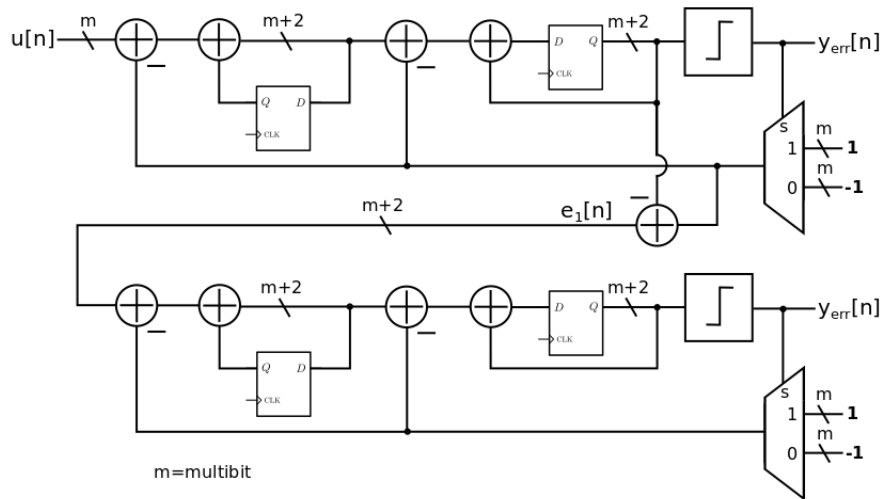 u[n]
m
m+2
m+2
D Q
CLK
y_err[n]
Q D
CLK
s
1
m
1
0
m
-1
m+2
e_1[n]
m+2
m+2
D Q
CLK
y_err[n]
Q D
CLK
s
1
m
1
0
m
-1
m=multibit